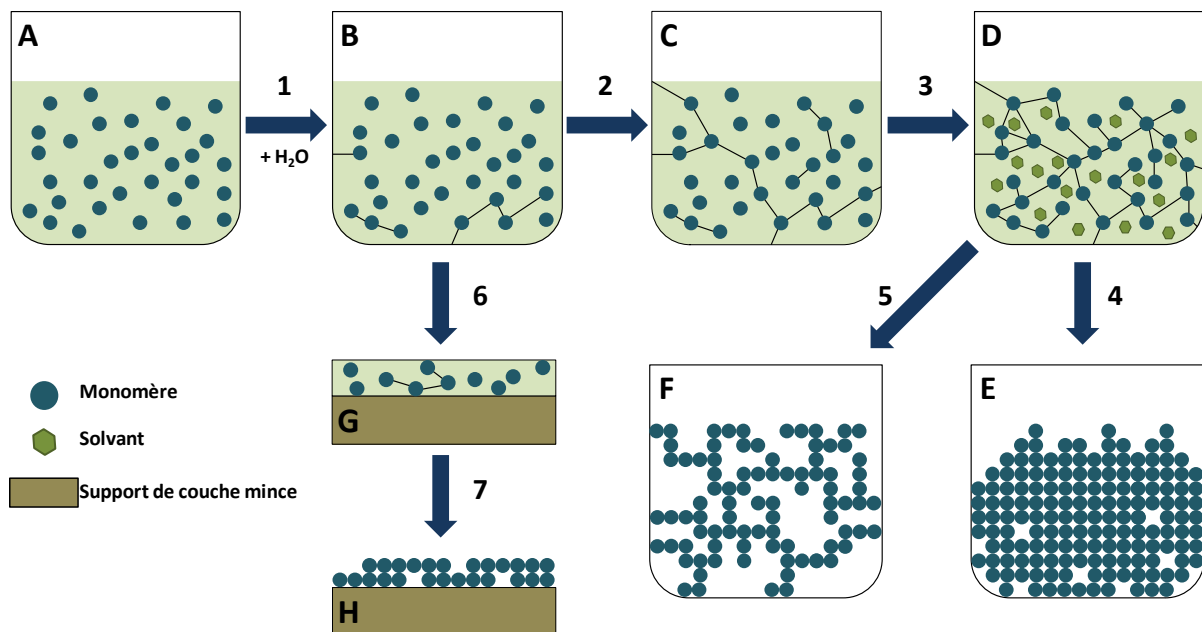 A
B
C
D
1
+ H₂O
2
3
6
5
4
Monomère
Solvant
Support de couche mince
G
7
H
F
E